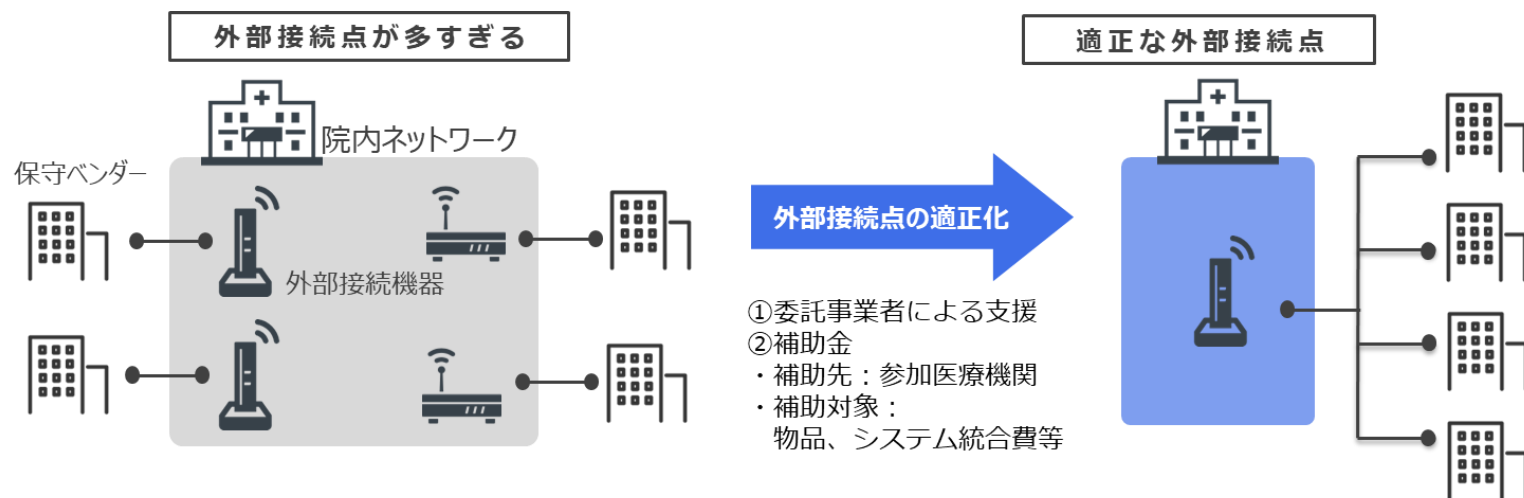 外部接続点が多すぎる
適正な外部接続点
院内ネットワーク
保守ベンダー
外部接続機器
外部接続点の適正化
①委託事業者による支援
②補助金
・補助先：参加医療機関
・補助対象：
物品、システム統合費等